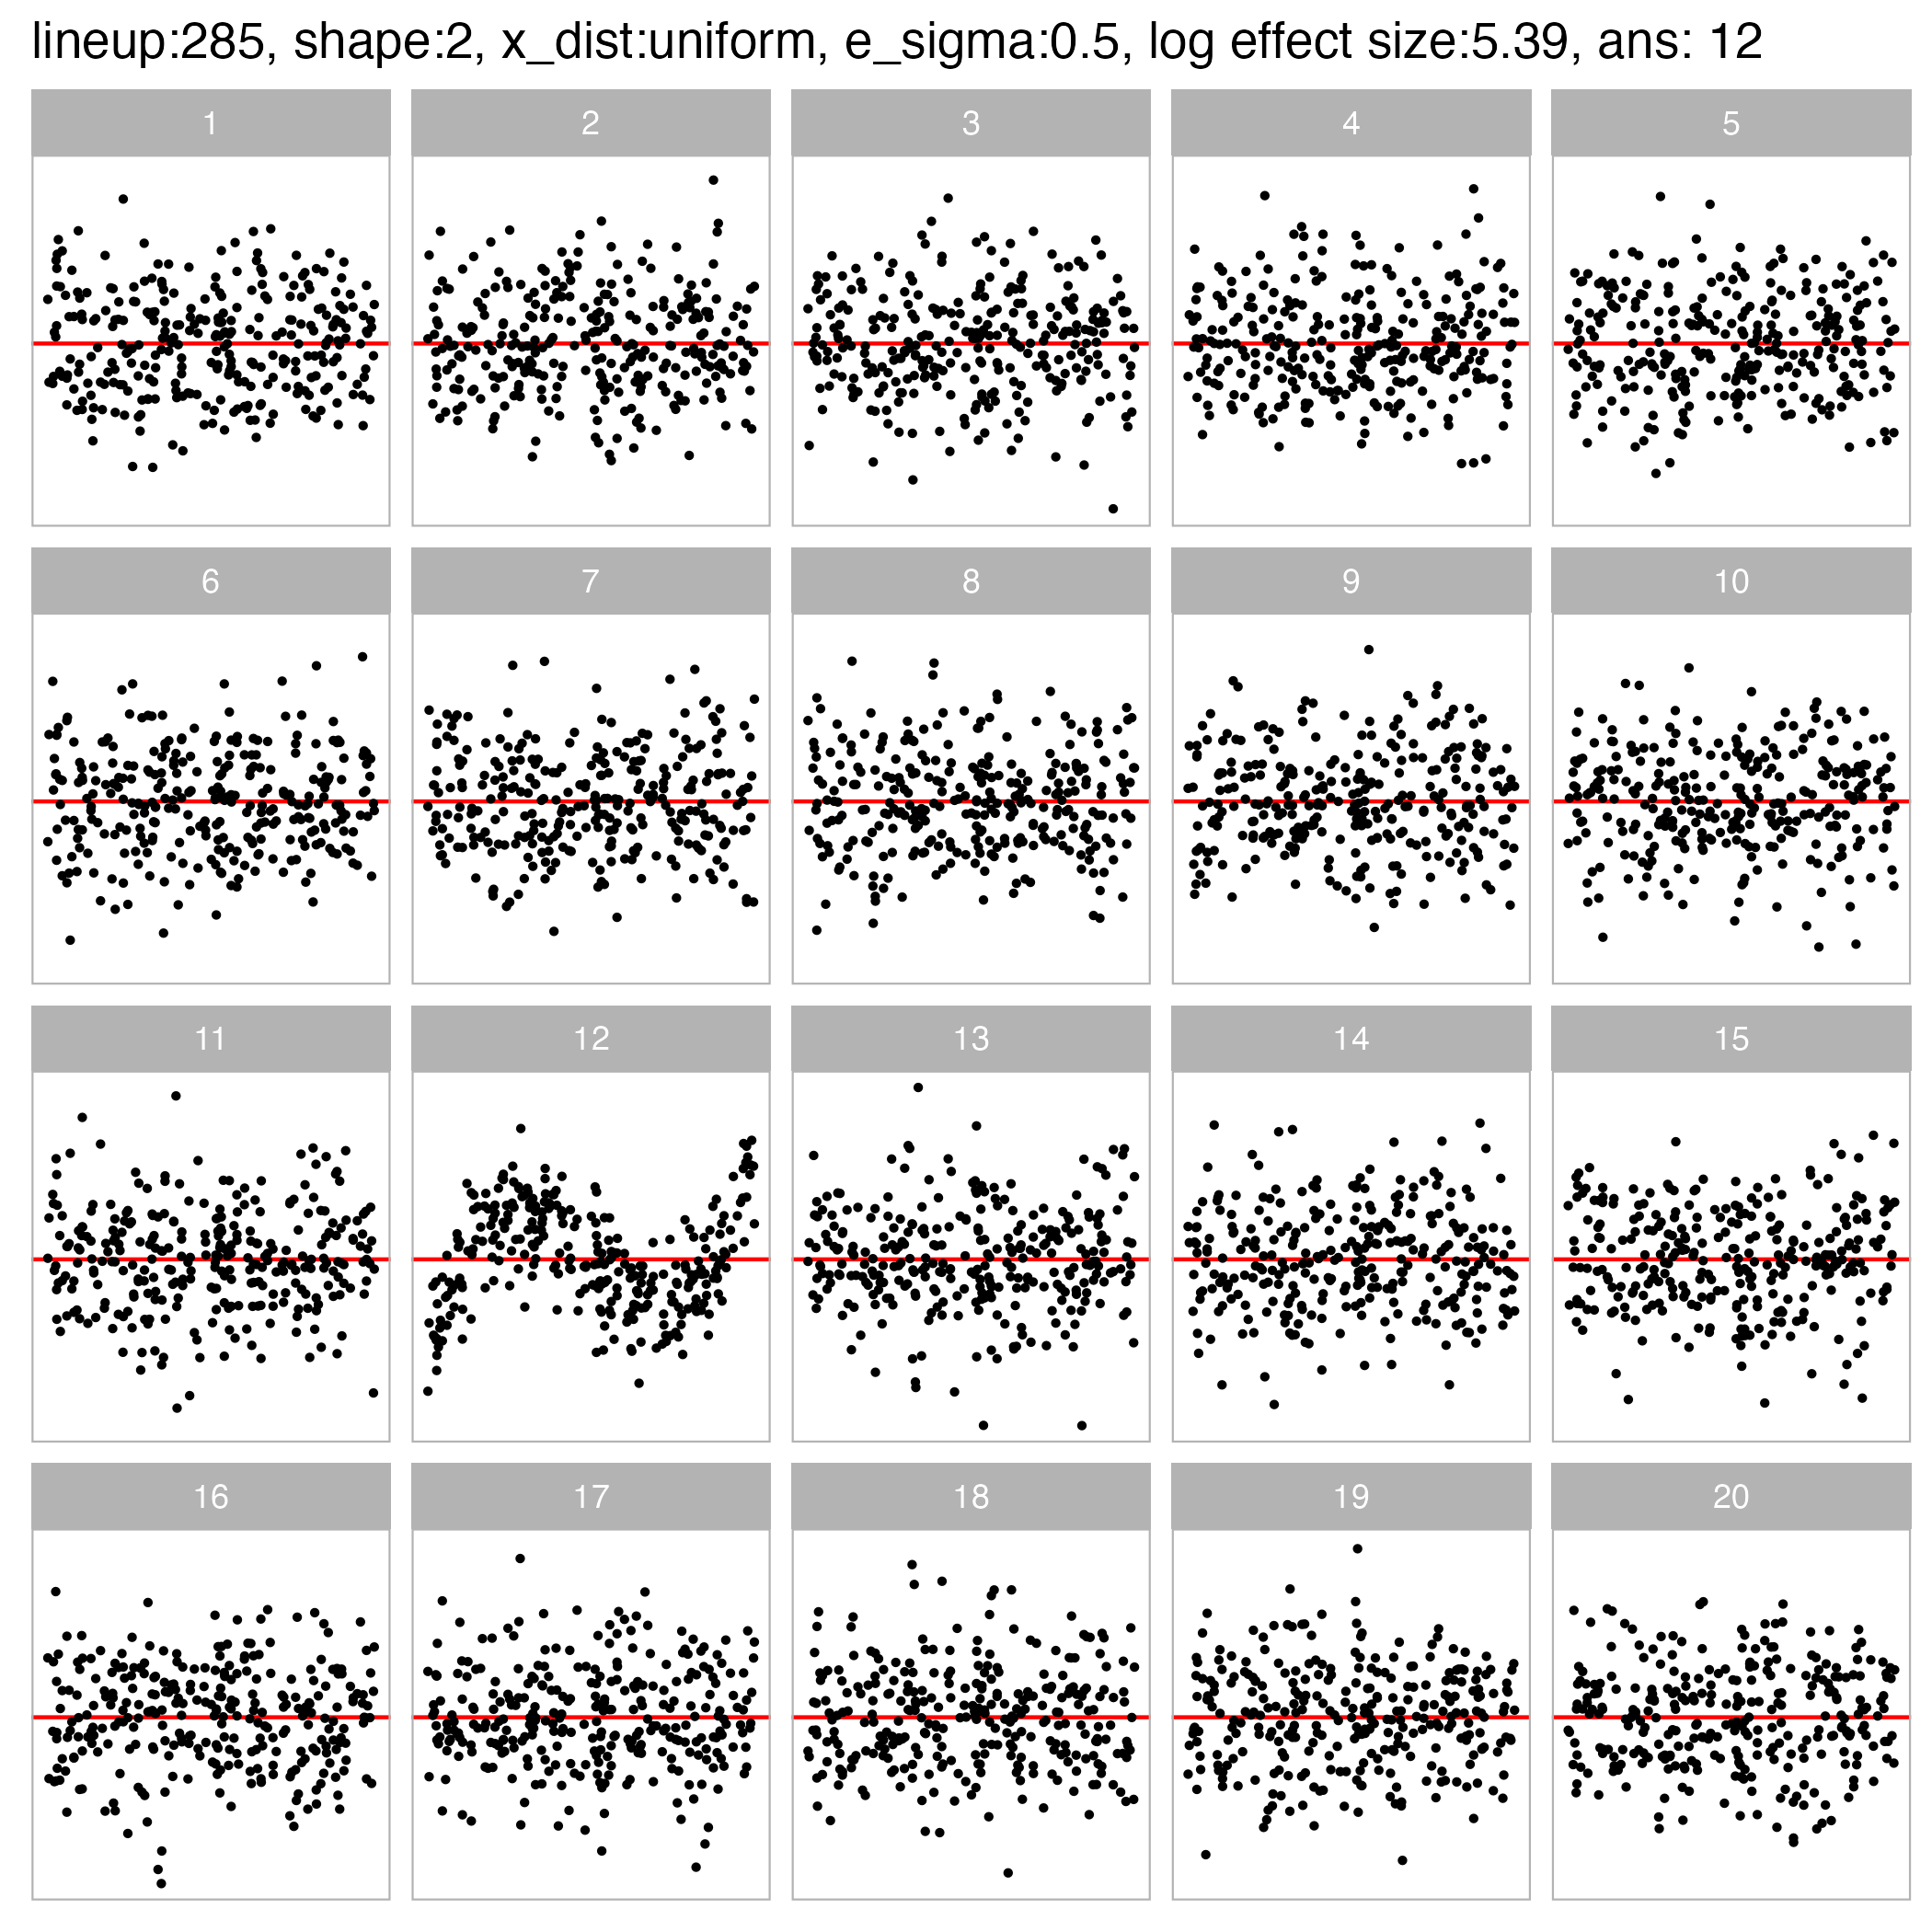 lineup:285, shape:2, x_dist:uniform, e_sigma:0.5, log effect size:5.39, ans: 12
1 2 3 4 5
6 7 8 9 10
11 12 13 14 15
16 17 18 19 20